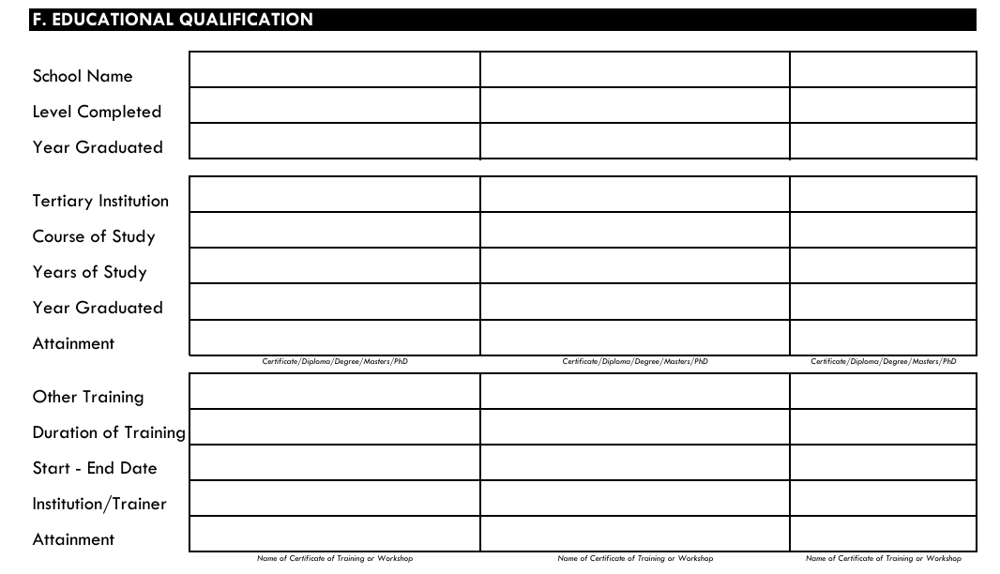 F. EDUCATIONAL QUALIFICATION
School Name
Level Completed
Year Graduated
Tertiary Institution
Course of Study
Years of Study
Year Graduated
Attainment
Certificate/Diploma/Degree/Masters/PhD Certificate/Diploma/Degree/Masters/PhD Certificate/Diploma/Degree/Masters/PhD
Other Training
Duration of Training
Start - End Date
Institution/Trainer
Attainment
Name of Certificate of Training or Workshop Name of Certificate of Training or Workshop Name of Certificate of Training or Workshop